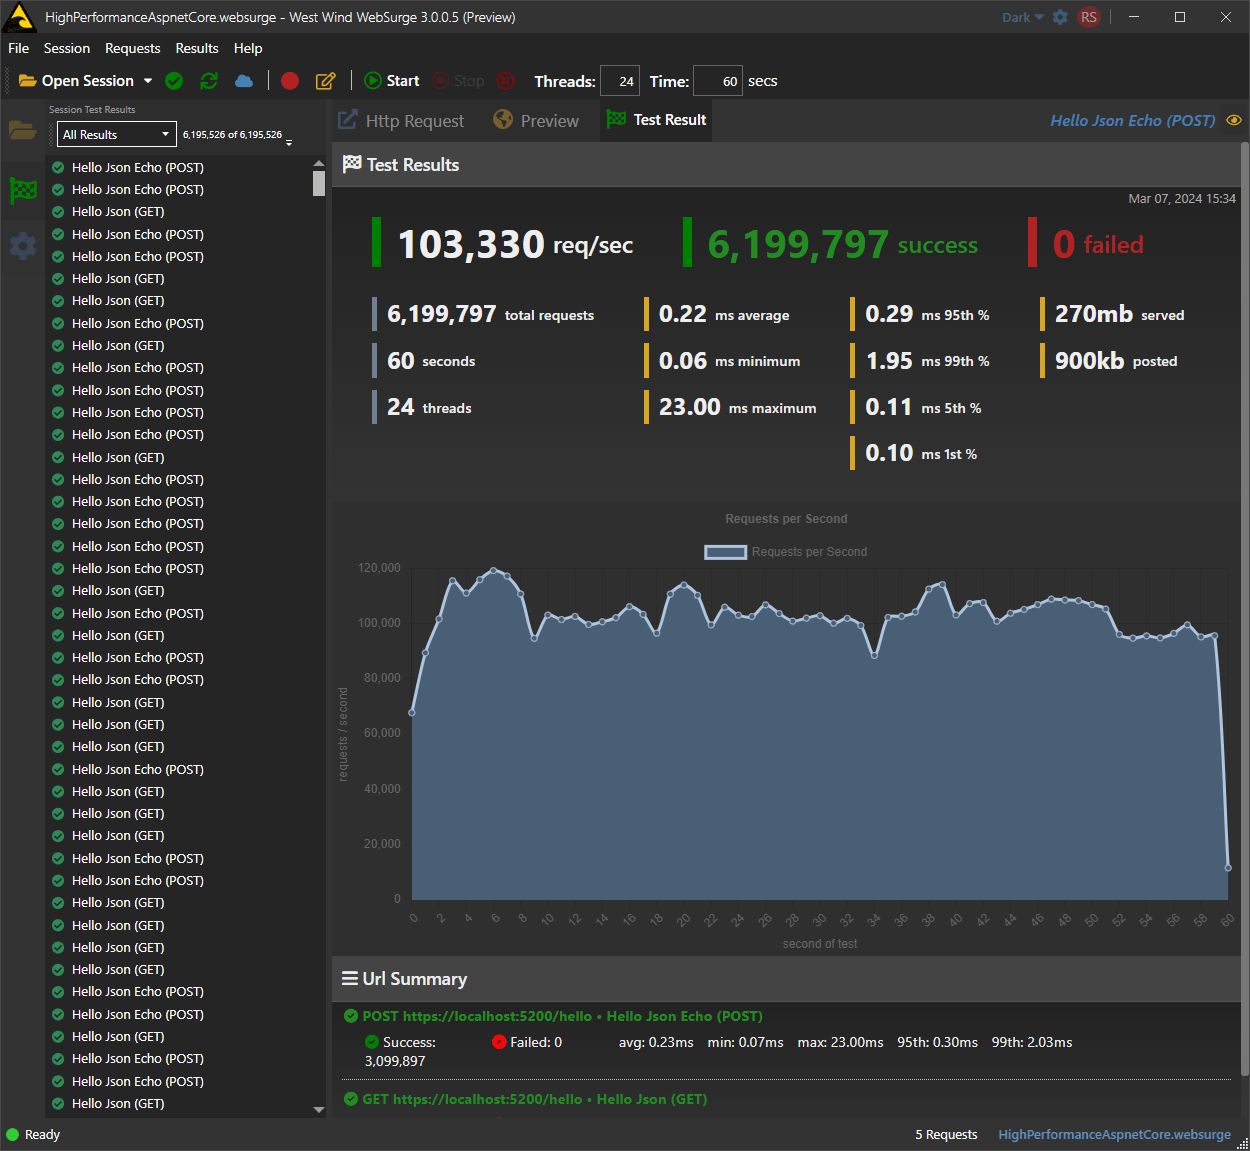 HighPerformanceAspnetCore.websurge - West Wind WebSurge 3.0.0.5 (Preview)
Dark
RS
File Session Requests Results Help
Open Session Start Stop Threads: 24 Time: 60 secs
Session Test Results
All Results 6,195,526 of 6,195,526
Http Request Preview Test Result Hello Json Echo (POST)
Hello Json Echo (POST)
Hello Json Echo (POST)
Hello Json (GET)
Hello Json Echo (POST)
Hello Json Echo (POST)
Hello Json (GET)
Hello Json (GET)
Hello Json Echo (POST)
Hello Json (GET)
Hello Json Echo (POST)
Hello Json Echo (POST)
Hello Json Echo (POST)
Hello Json Echo (POST)
Hello Json (GET)
Hello Json Echo (POST)
Hello Json Echo (POST)
Hello Json Echo (POST)
Hello Json Echo (POST)
Hello Json Echo (POST)
Hello Json (GET)
Hello Json Echo (POST)
Hello Json (GET)
Hello Json Echo (POST)
Hello Json Echo (POST)
Hello Json (GET)
Hello Json (GET)
Hello Json (GET)
Hello Json Echo (POST)
Hello Json (GET)
Hello Json (GET)
Hello Json (GET)
Hello Json Echo (POST)
Hello Json Echo (POST)
Hello Json (GET)
Hello Json (GET)
Hello Json (GET)
Hello Json (GET)
Hello Json Echo (POST)
Hello Json Echo (POST)
Hello Json (GET)
Hello Json Echo (POST)
Hello Json Echo (POST)
Hello Json (GET)
Test Results
Mar 07, 2024 15:34
103,330 req/sec 6,199,797 success 0 failed
6,199,797 total requests 0.22 ms average 0.29 ms 95th % 270mb served
60 seconds 0.06 ms minimum 1.95 ms 99th % 900kb posted
24 threads 23.00 ms maximum 0.11 ms 5th %
0.10 ms 1st %
Requests per Second
Requests per Second
120,000
100,000
80,000
60,000
40,000
20,000
0
requests / second
0 2 4 6 8 10 12 14 16 18 20 22 24 26 28 30 32 34 36 38 40 42 44 46 48 50 52 54 56 58 60
second of test
Url Summary
POST https://localhost:5200/hello • Hello Json Echo (POST)
Success: 3,099,897 Failed: 0 avg: 0.23ms min: 0.07ms max: 23.00ms 95th: 0.30ms 99th: 2.03ms
GET https://localhost:5200/hello • Hello Json (GET)
Ready 5 Requests HighPerformanceAspnetCore.websurge